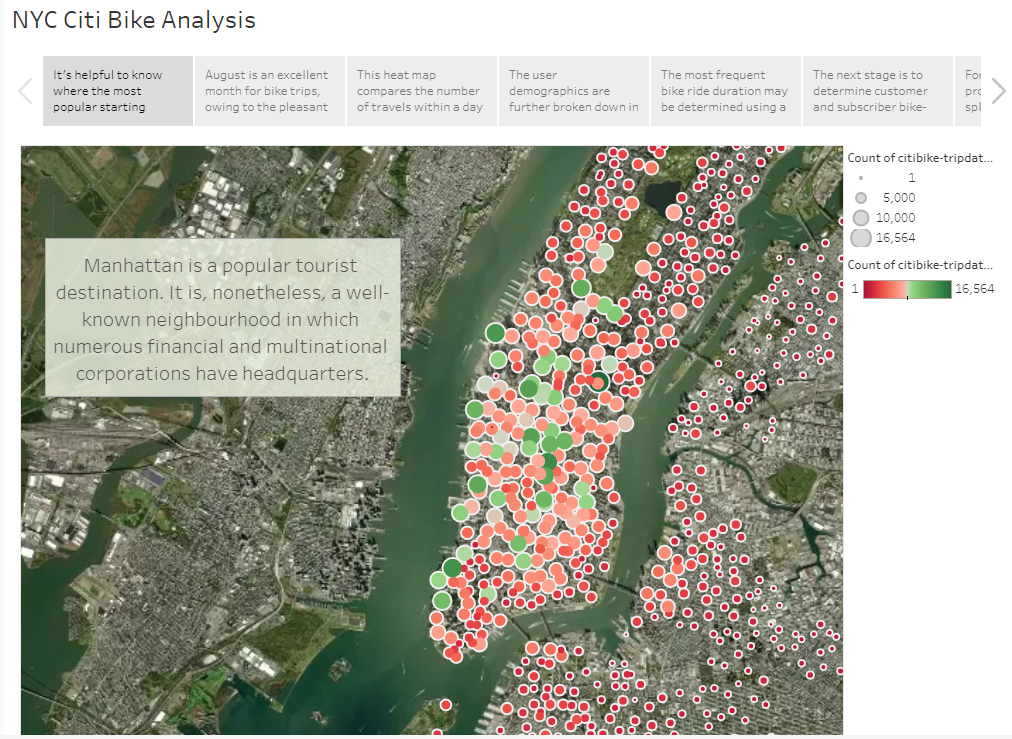 NYC Citi Bike Analysis
It's helpful to know
where the most
popular starting
August is an excellent
month for bike trips,
owing to the pleasant
This heat map
compares the number
of travels within a day
The user
demographics are
further broken down in
The most frequent
bike ride duration may
be determined using a
The next stage is to
determine customer
and subscriber bike-
For
pro
spl
Manhattan is a popular tourist
destination. It is, nonetheless, a well-
known neighbourhood in which
numerous financial and multinational
corporations have headquarters.
Count of citibike-tripdat...
1
5,000
10,000
16,564
Count of citibike-tripdat...
1 16,564